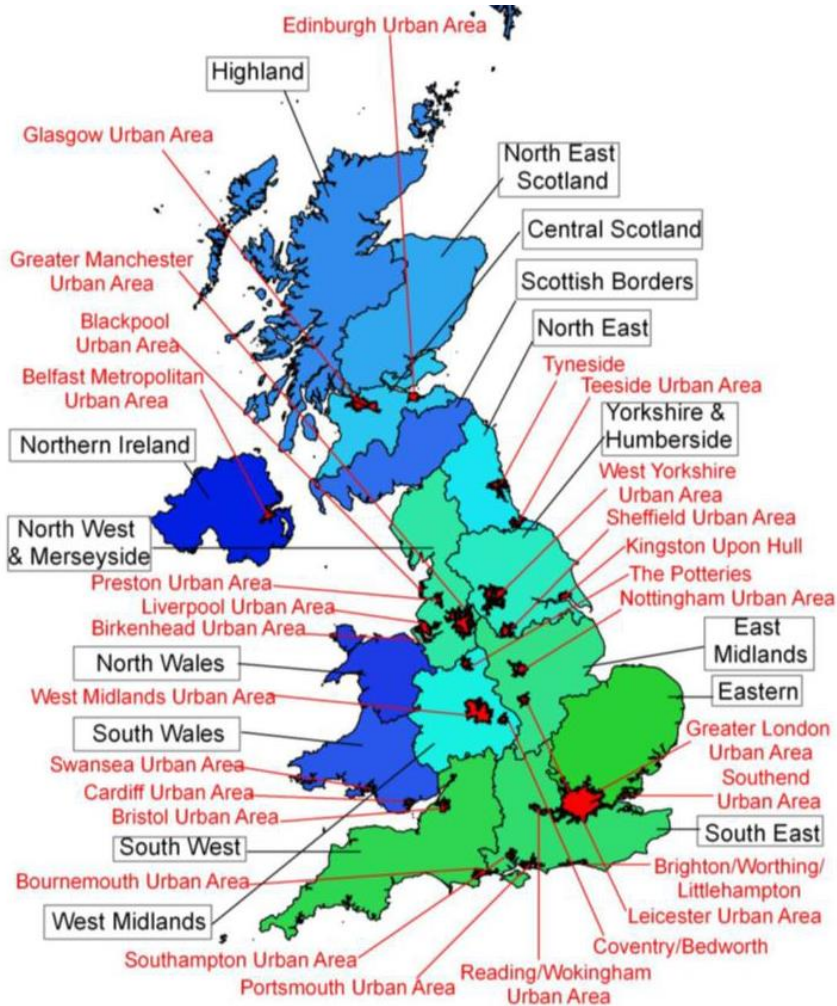 Edinburgh Urban Area
Highland
Glasgow Urban Area
North East
Scotland
Central Scotland
Greater Manchester
Urban Area
Scottish Borders
Blackpool
Urban Area
North East
Belfast Metropolitan
Urban Area
Tyneside
Teeside Urban Area
Yorkshire &
Humberside
Northern Ireland
West Yorkshire
Urban Area
Sheffield Urban Area
North West
& Merseyside
Kingston Upon Hull
The Potteries
Preston Urban Area
Nottingham Urban Area
Liverpool Urban Area
Birkenhead Urban Area
East
Midlands
North Wales
West Midlands Urban Area
Eastern
South Wales
Greater London
Urban Area
Swansea Urban Area
Southend
Urban Area
Cardiff Urban Area
Bristol Urban Area
South West
South East
Bournemouth Urban Area
Brighton/Worthing/
Littlehampton
West Midlands
Leicester Urban Area
Coventry/Bedworth
Southampton Urban Area
Portsmouth Urban Area
Reading/Wokingham
Urban Area